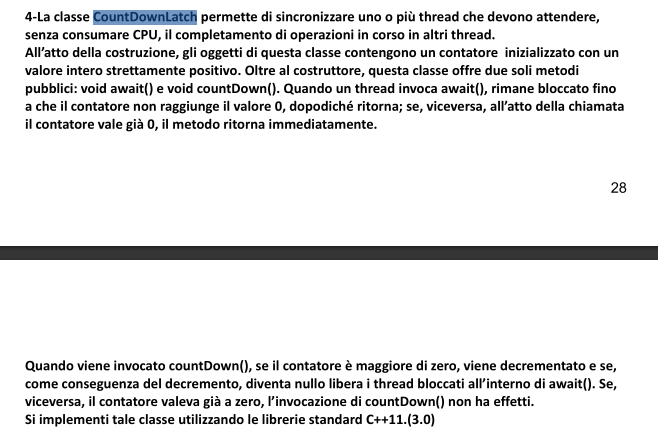 4-La classe CountDownLatch permette di sincronizzare uno o più thread che devono attendere,
senza consumare CPU, il completamento di operazioni in corso in altri thread.
All’atto della costruzione, gli oggetti di questa classe contengono un contatore inizializzato con un
valore intero strettamente positivo. Oltre al costruttore, questa classe offre due soli metodi
pubblici: void await() e void countDown(). Quando un thread invoca await(), rimane bloccato fino
a che il contatore non raggiunge il valore 0, dopodiché ritorna; se, viceversa, all’atto della chiamata
il contatore vale già 0, il metodo ritorna immediatamente.
28
Quando viene invocato countDown(), se il contatore è maggiore di zero, viene decrementato e se,
come conseguenza del decremento, diventa nullo libera i thread bloccati all’interno di await(). Se,
viceversa, il contatore valeva già a zero, l’invocazione di countDown() non ha effetti.
Si implementi tale classe utilizzando le librerie standard C++11.(3.0)